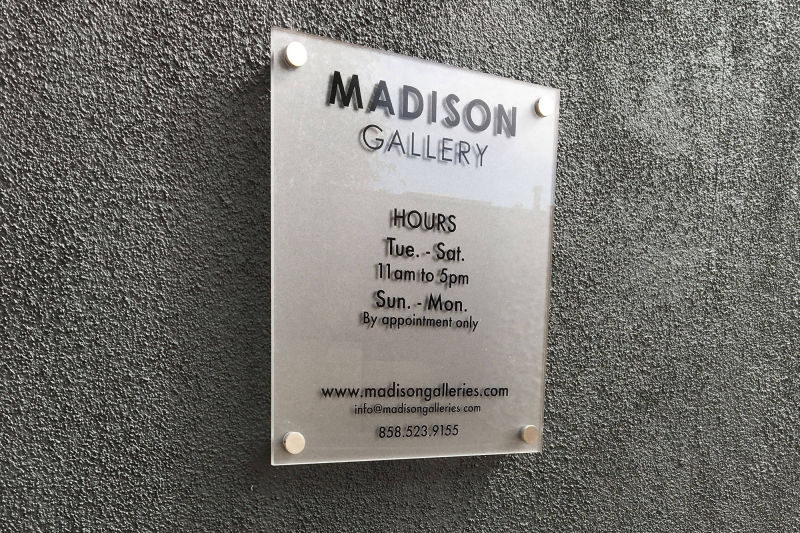 MADISON
GALLERY
HOURS
Tue. - Sat.
11am to 5pm
Sun. - Mon.
By appointment only
www.madisongalleries.com
info@madisongalleries.com
858.523.9155